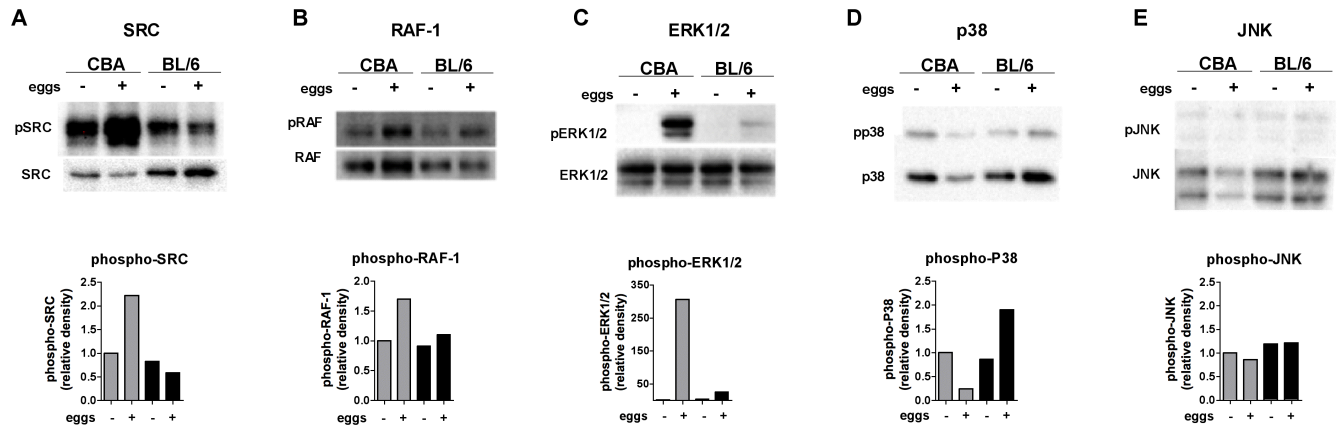 A
SRC
CBA BL/6
eggs - + - +
pSRC
SRC
phospho-SRC
phospho-SRC
(relative density)
2.5
2.0
1.5
1.0
0.5
0.0
eggs - + - +
B
RAF-1
CBA BL/6
eggs - + - +
pRAF
RAF
phospho-RAF-1
phospho-RAF-1
(relative density)
2.0
1.5
1.0
0.5
0.0
eggs - + - +
C
ERK1/2
CBA BL/6
eggs - + - +
pERK1/2
ERK1/2
phospho-ERK1/2
phospho-ERK1/2
(relative density)
350
250
150
50
eggs - + - +
D
p38
CBA BL/6
eggs - + - +
pp38
p38
phospho-P38
phospho-P38
(relative density)
2.5
2.0
1.5
1.0
0.5
0.0
eggs - + - +
E
JNK
CBA BL/6
eggs - + - +
pJNK
JNK
phospho-JNK
phospho-JNK
(relative density)
2.5
2.0
1.5
1.0
0.5
0.0
eggs - + - +